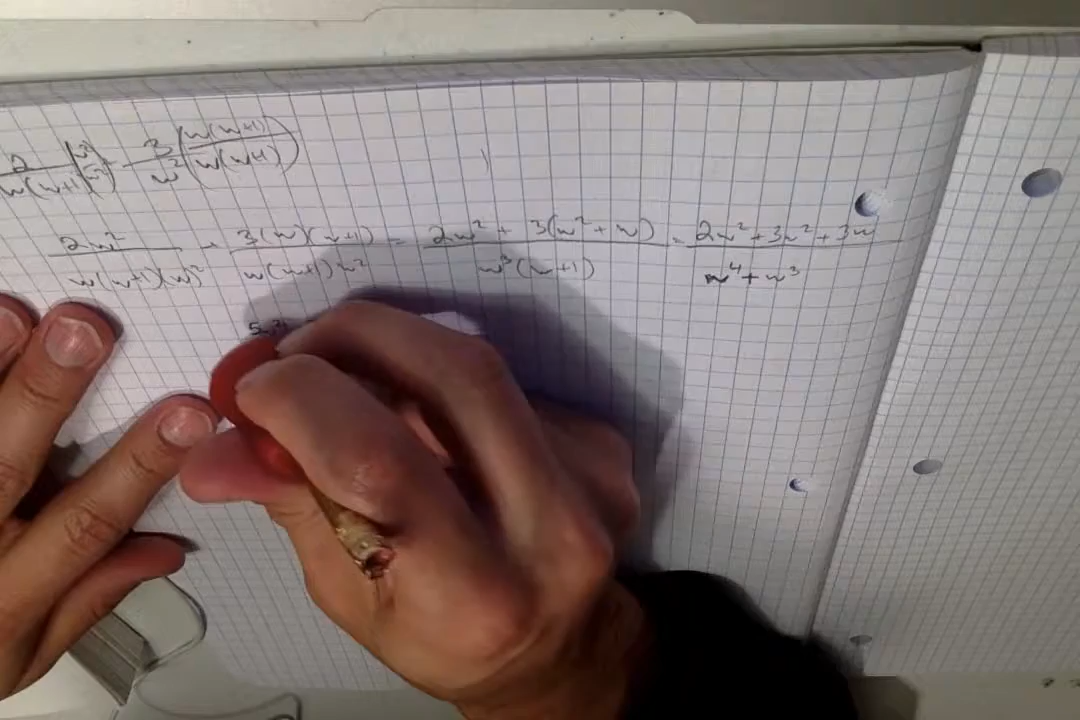 2/(w(w+1)) (w²/w²) + 3/w² (w(w+1)/w(w+1))
2w²/(w(w+1)(w)²) + 3(w)(w+1)/(w(w+1)w²) = (2w² + 3(w² + w))/(w³(w+1)) = (2w² + 3w² + 3w)/(w⁴ + w³)
5w²